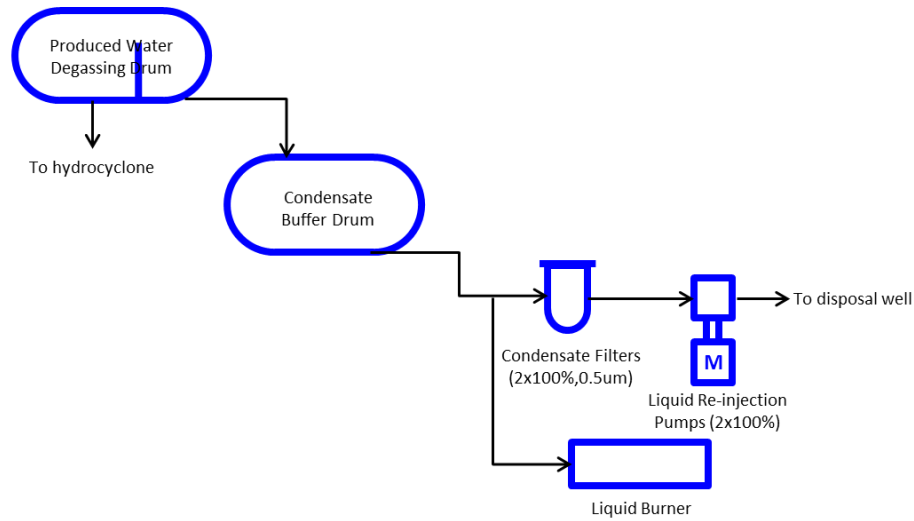 Produced Water
Degassing Drum
To hydrocyclone
Condensate
Buffer Drum
To disposal well
Condensate Filters
(2x100%,0.5um)
M
Liquid Re-injection
Pumps (2x100%)
Liquid Burner